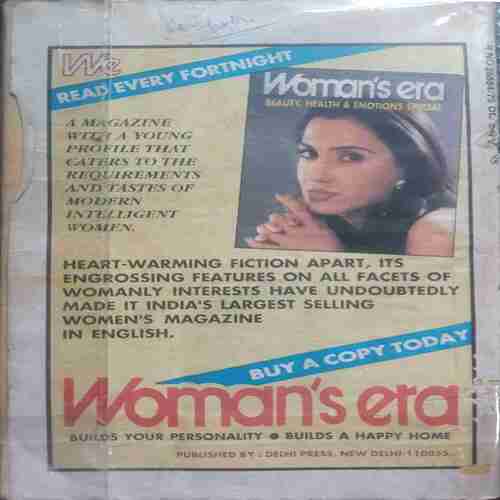 We
READ EVERY FORTNIGHT
Woman's era
BEAUTY, HEALTH & EMOTIONS SPECIAL
A MAGAZINE
WITH A YOUNG
PROFILE THAT
CATERS TO THE
REQUIREMENTS
AND TASTES OF
MODERN
INTELLIGENT
WOMEN.
HEART-WARMING FICTION APART, ITS
ENGROSSING FEATURES ON ALL FACETS OF
WOMANLY INTERESTS HAVE UNDOUBTEDLY
MADE IT INDIA'S LARGEST SELLING
WOMEN'S MAGAZINE
IN ENGLISH.
BUY A COPY TODAY
Woman's era
BUILDS YOUR PERSONALITY ● BUILDS A HAPPY HOME
PUBLISHED BY : DELHI PRESS, NEW DELHI-110055.